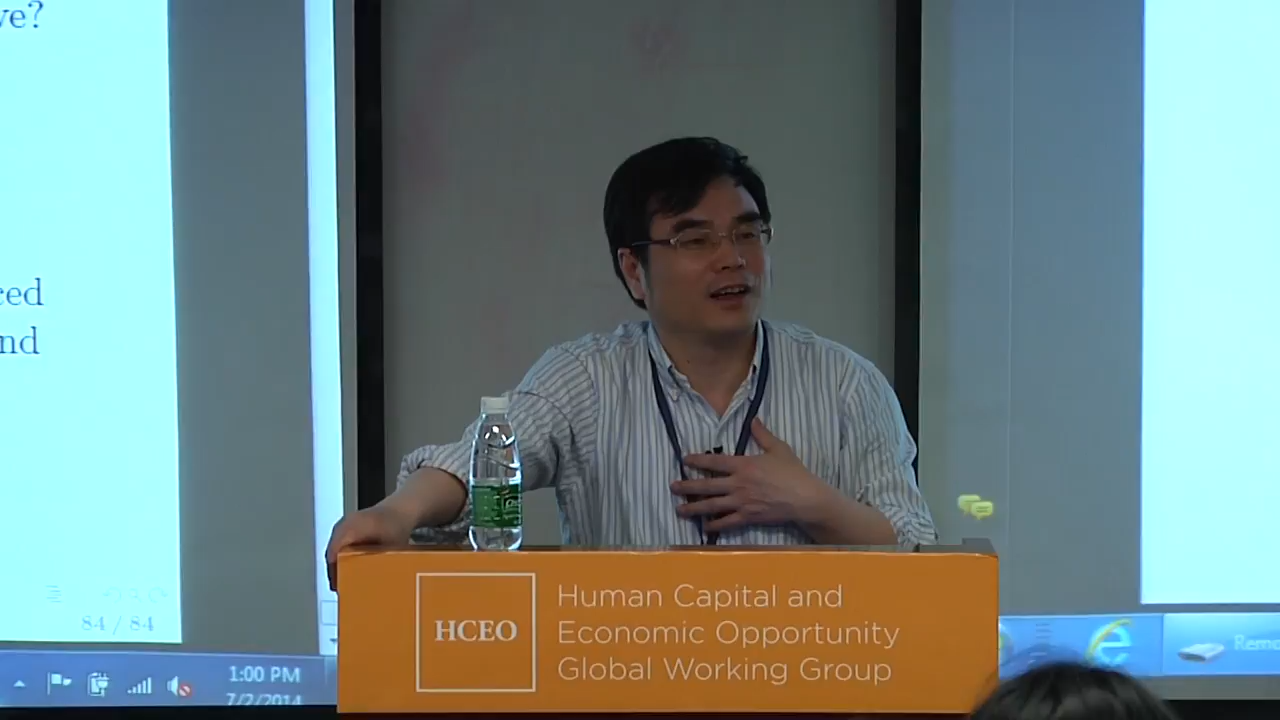 ve?
ced
nd
84 / 84
1:00 PM
7/2/2014
HCEO
Human Capital and
Economic Opportunity
Global Working Group
Remo